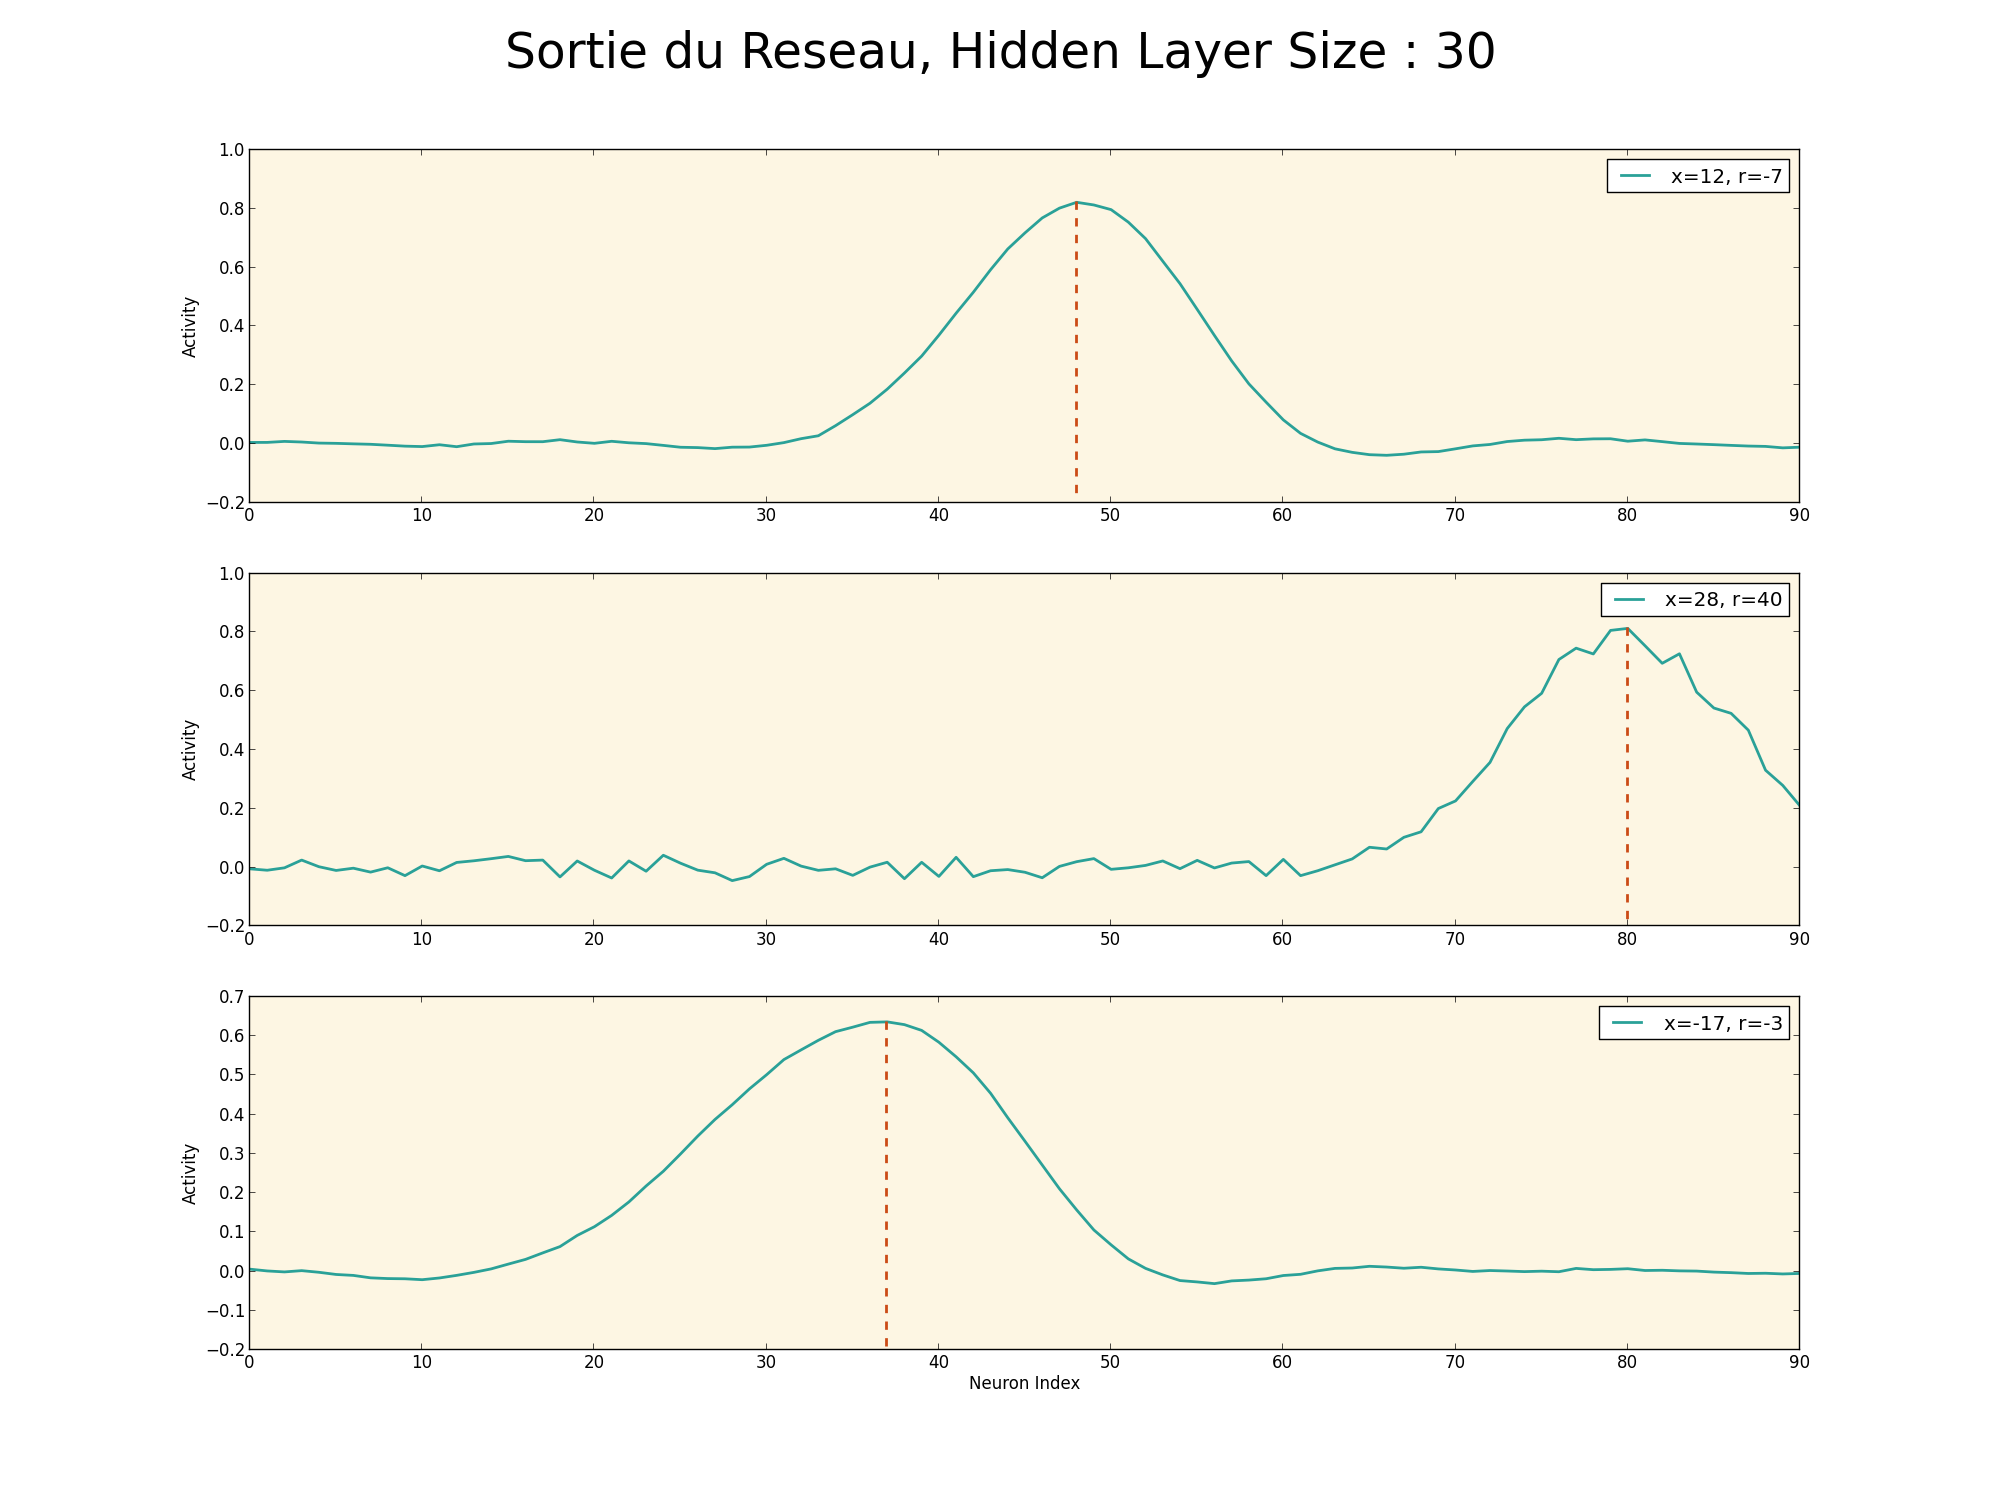 Sortie du Reseau, Hidden Layer Size : 30
1.0
x=12, r=-7
0.8
0.6
Activity
0.4
0.2
0.0
−0.2
0 10 20 30 40 50 60 70 80 90
1.0
x=28, r=40
0.8
0.6
Activity
0.4
0.2
0.0
−0.2
0 10 20 30 40 50 60 70 80 90
0.7
x=-17, r=-3
0.6
0.5
0.4
0.3
Activity
0.2
0.1
0.0
−0.1
−0.2
0 10 20 30 40 50 60 70 80 90
Neuron Index